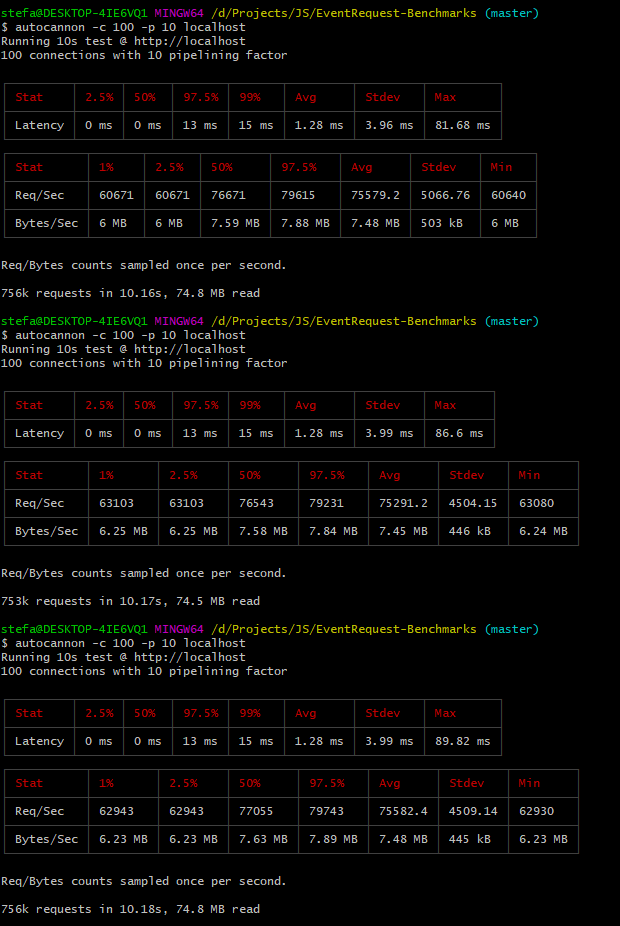 stefa@DESKTOP-4IE6VQ1 MINGW64 /d/Projects/JS/EventRequest-Benchmarks (master)
$ autocannon -c 100 -p 10 localhost
Running 10s test @ http://localhost
100 connections with 10 pipelining factor
Stat 2.5% 50% 97.5% 99% Avg Stdev Max
Latency 0 ms 0 ms 13 ms 15 ms 1.28 ms 3.96 ms 81.68 ms
Stat 1% 2.5% 50% 97.5% Avg Stdev Min
Req/Sec 60671 60671 76671 79615 75579.2 5066.76 60640
Bytes/Sec 6 MB 6 MB 7.59 MB 7.88 MB 7.48 MB 503 kB 6 MB
Req/Bytes counts sampled once per second.
756k requests in 10.16s, 74.8 MB read
stefa@DESKTOP-4IE6VQ1 MINGW64 /d/Projects/JS/EventRequest-Benchmarks (master)
$ autocannon -c 100 -p 10 localhost
Running 10s test @ http://localhost
100 connections with 10 pipelining factor
Stat 2.5% 50% 97.5% 99% Avg Stdev Max
Latency 0 ms 0 ms 13 ms 15 ms 1.28 ms 3.99 ms 86.6 ms
Stat 1% 2.5% 50% 97.5% Avg Stdev Min
Req/Sec 63103 63103 76543 79231 75291.2 4504.15 63080
Bytes/Sec 6.25 MB 6.25 MB 7.58 MB 7.84 MB 7.45 MB 446 kB 6.24 MB
Req/Bytes counts sampled once per second.
753k requests in 10.17s, 74.5 MB read
stefa@DESKTOP-4IE6VQ1 MINGW64 /d/Projects/JS/EventRequest-Benchmarks (master)
$ autocannon -c 100 -p 10 localhost
Running 10s test @ http://localhost
100 connections with 10 pipelining factor
Stat 2.5% 50% 97.5% 99% Avg Stdev Max
Latency 0 ms 0 ms 13 ms 15 ms 1.28 ms 3.99 ms 89.82 ms
Stat 1% 2.5% 50% 97.5% Avg Stdev Min
Req/Sec 62943 62943 77055 79743 75582.4 4509.14 62930
Bytes/Sec 6.23 MB 6.23 MB 7.63 MB 7.89 MB 7.48 MB 445 kB 6.23 MB
Req/Bytes counts sampled once per second.
756k requests in 10.18s, 74.8 MB read